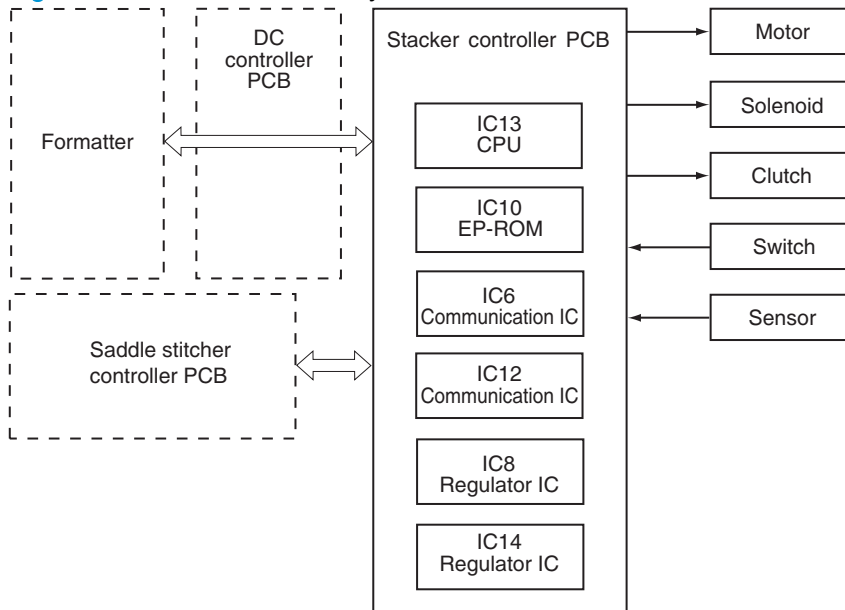 DC
controller
PCB
Stacker controller PCB
Motor
Formatter
IC13
CPU
Solenoid
IC10
EP-ROM
Clutch
Switch
IC6
Communication IC
Sensor
Saddle stitcher
controller PCB
IC12
Communication IC
IC8
Regulator IC
IC14
Regulator IC